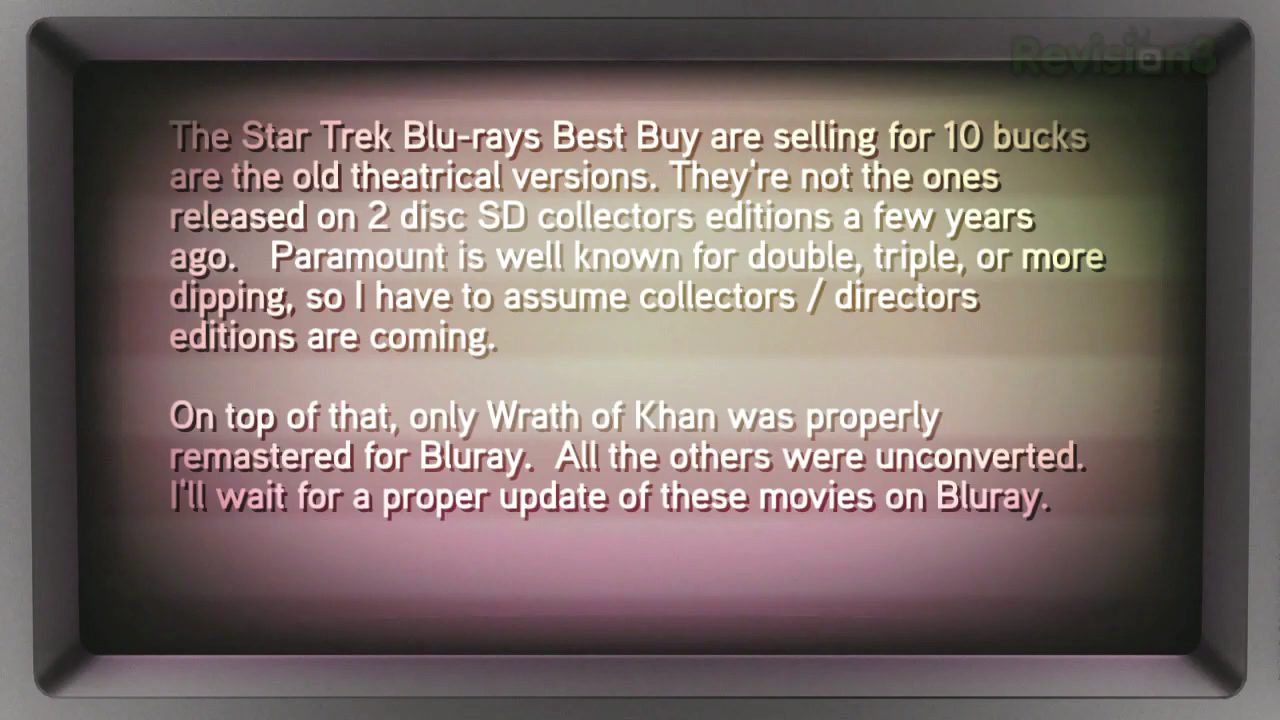 Revision3
The Star Trek Blu-rays Best Buy are selling for 10 bucks
are the old theatrical versions. They're not the ones
released on 2 disc SD collectors editions a few years
ago.   Paramount is well known for double, triple, or more
dipping, so I have to assume collectors / directors
editions are coming.
On top of that, only Wrath of Khan was properly
remastered for Bluray.  All the others were unconverted.
I'll wait for a proper update of these movies on Bluray.